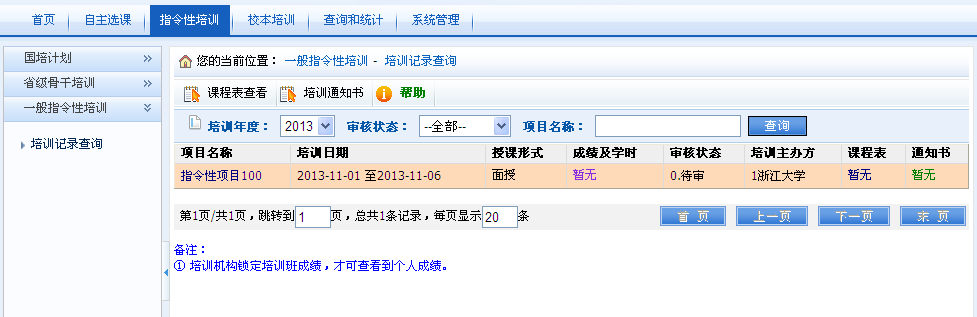 首页 自主选课 指令性培训 校本培训 查询和统计 系统管理
国培计划
省级骨干培训
一般指令性培训
培训记录查询
您的当前位置： 一般指令性培训 - 培训记录查询
课程表查看 培训通知书 帮助
培训年度： 2013 审核状态： --全部-- 项目名称： 查询
项目名称 培训日期 授课形式 成绩及学时 审核状态 培训主办方 课程表 通知书
指令性项目100 2013-11-01 至2013-11-06 面授 暂无 0.待审 1浙江大学 暂无 暂无
第1页/共1页，跳转到 1 页，总共1条记录，每页显示 20 条 首 页 上一页 下一页 末 页
备注：
① 培训机构锁定培训班成绩，才可查看到个人成绩。